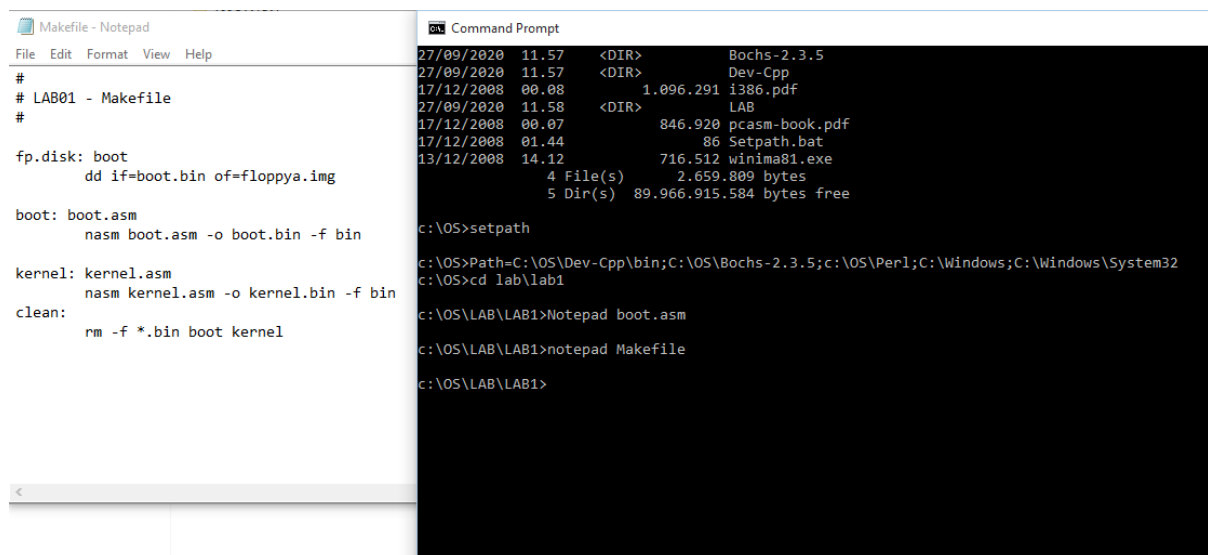 Makefile - Notepad
File Edit Format View Help
#
# LAB01 - Makefile
#
fp.disk: boot
dd if=boot.bin of=floppya.img
boot: boot.asm
nasm boot.asm -o boot.bin -f bin
kernel: kernel.asm
nasm kernel.asm -o kernel.bin -f bin
clean:
rm -f *.bin boot kernel
Command Prompt
27/09/2020 11.57 <DIR> Bochs-2.3.5
27/09/2020 11.57 <DIR> Dev-Cpp
17/12/2008 00.08 1.096.291 i386.pdf
27/09/2020 11.58 <DIR> LAB
17/12/2008 00.07 846.920 pcasm-book.pdf
17/12/2008 01.44 86 Setpath.bat
13/12/2008 14.12 716.512 winima81.exe
4 File(s) 2.659.809 bytes
5 Dir(s) 89.966.915.584 bytes free
c:\OS>setpath
c:\OS>Path=C:\OS\Dev-Cpp\bin;C:\OS\Bochs-2.3.5;c:\OS\Perl;C:\Windows;C:\Windows\System32
c:\OS>cd lab\lab1
c:\OS\LAB\LAB1>Notepad boot.asm
c:\OS\LAB\LAB1>notepad Makefile
c:\OS\LAB\LAB1>